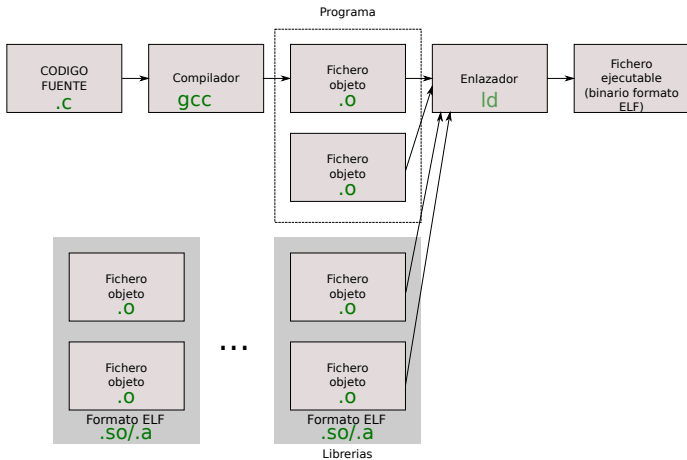 Programa
CODIGO
FUENTE
.c
Compilador
gcc
Fichero
objeto
.o
Enlazador
ld
Fichero
ejecutable
(binario formato
ELF)
Fichero
objeto
.o
Fichero
objeto
.o
Fichero
objeto
.o
Formato ELF
.so/.a
...
Fichero
objeto
.o
Fichero
objeto
.o
Formato ELF
.so/.a
Librerias